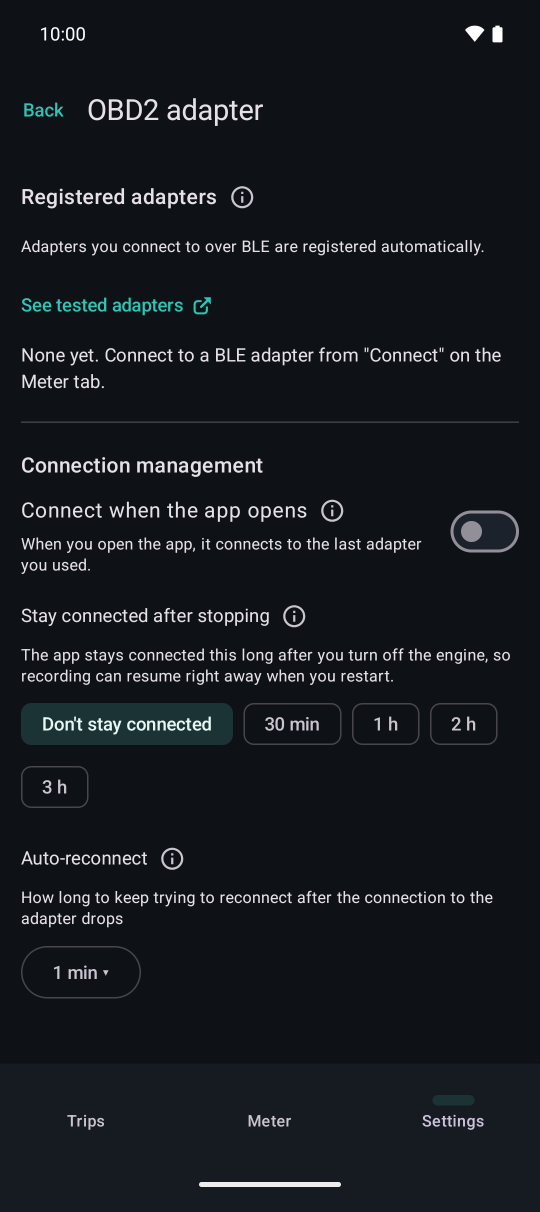 10:00
Back OBD2 adapter
Registered adapters
Adapters you connect to over BLE are registered automatically.
See tested adapters
None yet. Connect to a BLE adapter from "Connect" on the
Meter tab.
Connection management
Connect when the app opens
When you open the app, it connects to the last adapter
you used.
Stay connected after stopping
The app stays connected this long after you turn off the engine, so
recording can resume right away when you restart.
Don't stay connected 30 min 1 h 2 h
3 h
Auto-reconnect
How long to keep trying to reconnect after the connection to the
adapter drops
1 min ▾
Trips Meter Settings